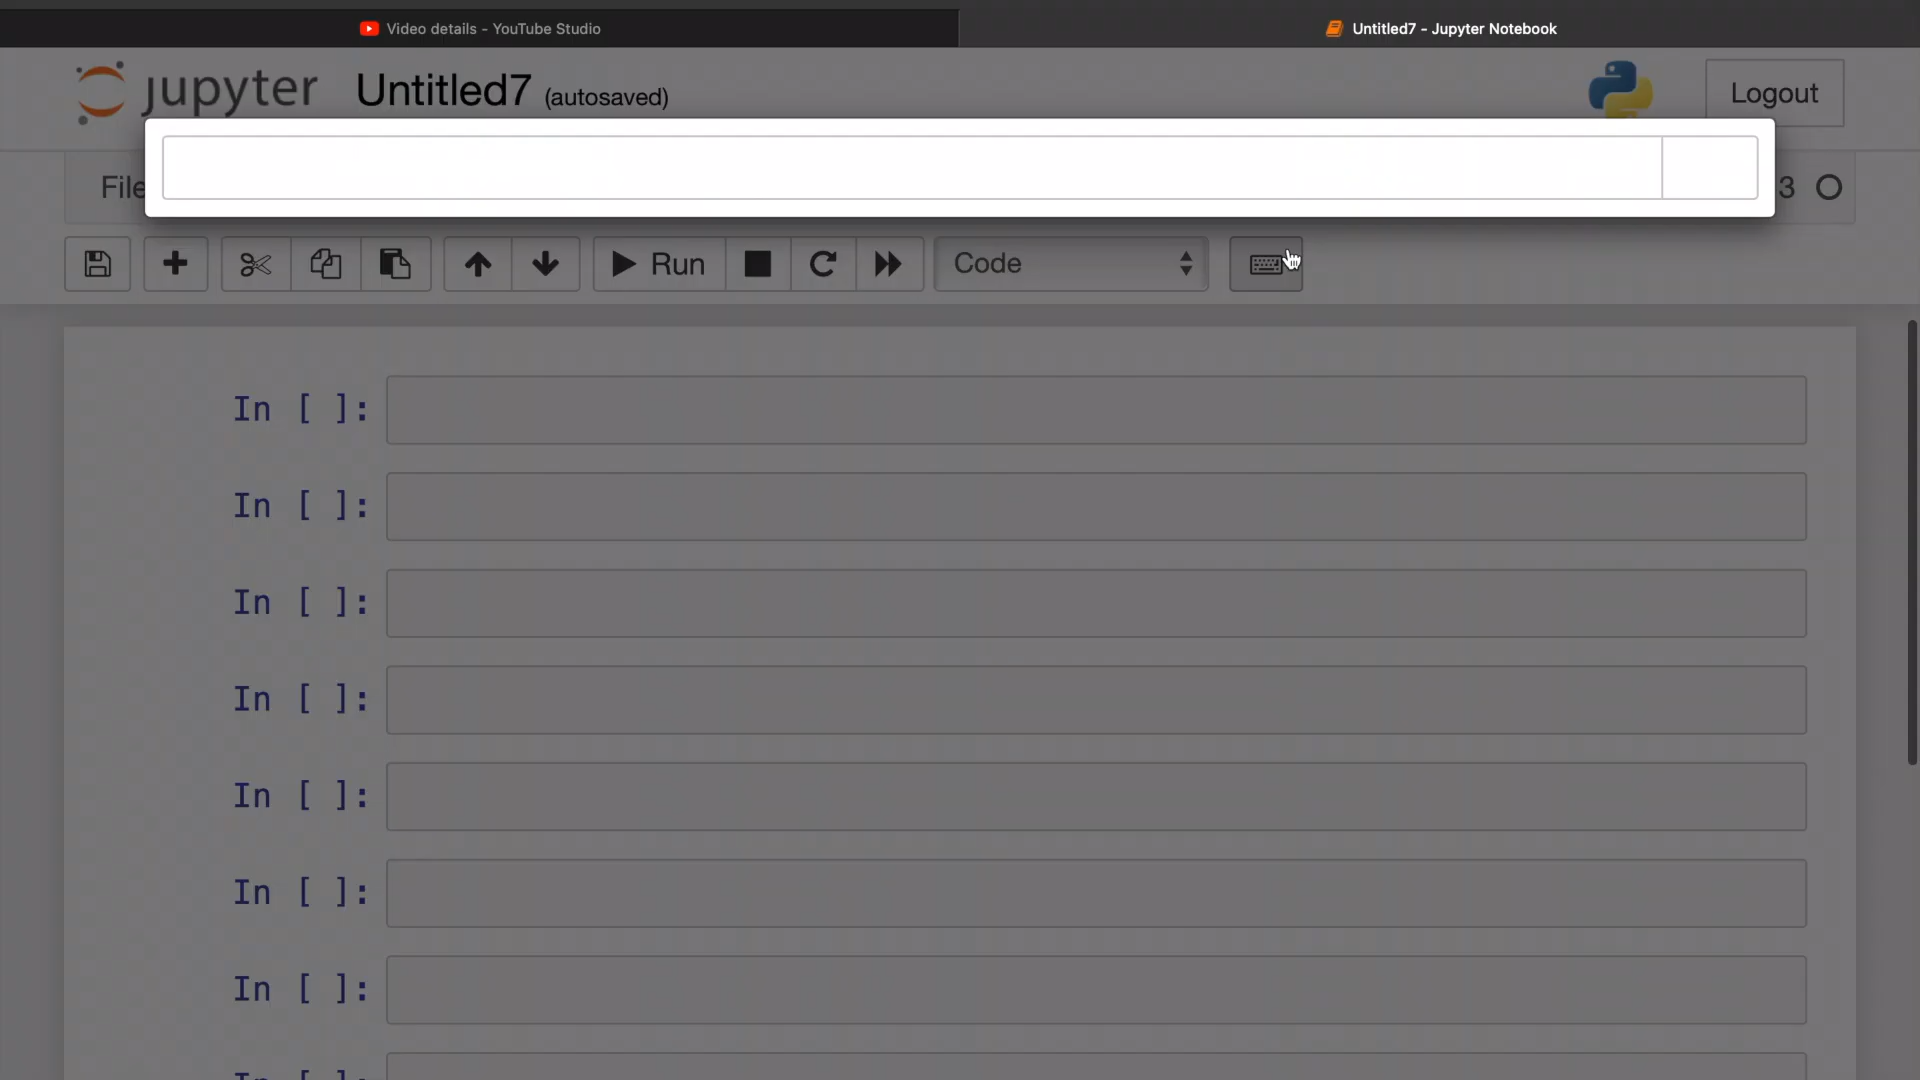 Video details - YouTube Studio
Untitled7 - Jupyter Notebook
jupyter Untitled7 (autosaved)
Logout
File
3
Run
Code
In [ ]:
In [ ]:
In [ ]:
In [ ]:
In [ ]:
In [ ]:
In [ ]:
In [ ]: